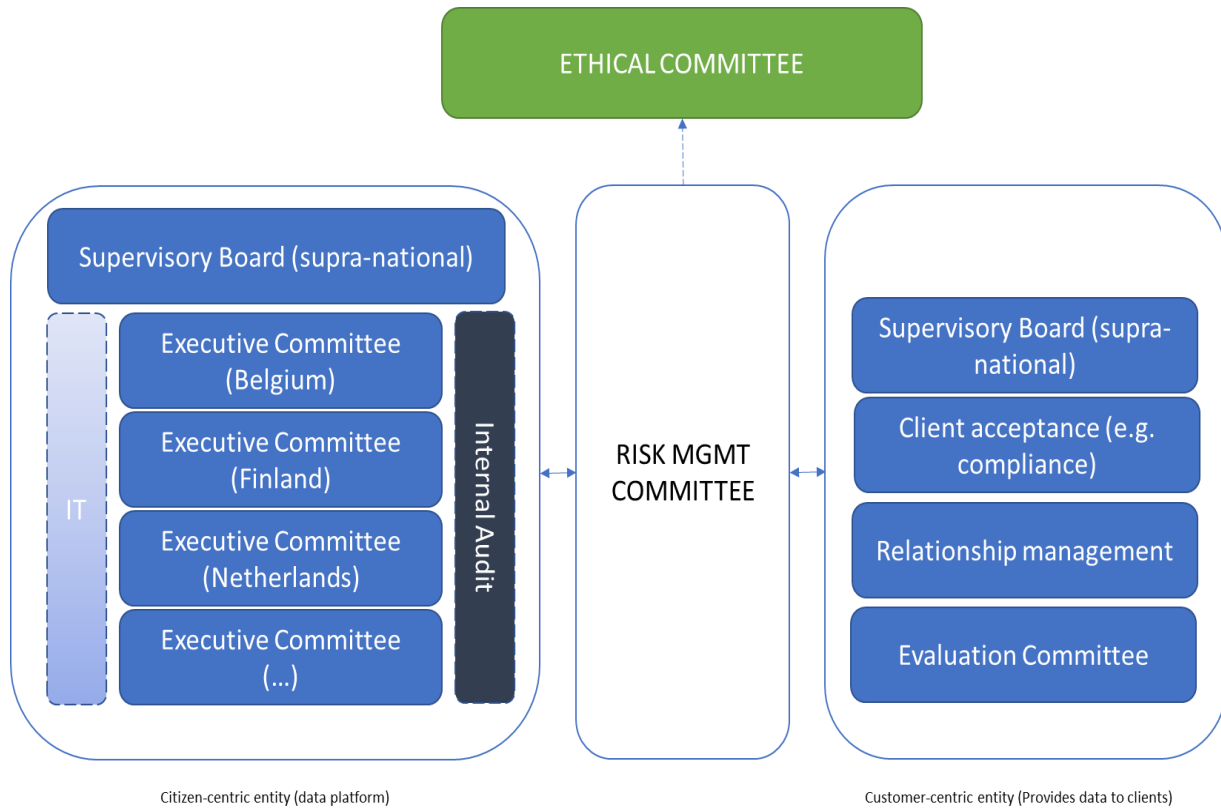 ETHICAL COMMITTEE
Supervisory Board (supra-national)
IT
Executive Committee
(Belgium)
Executive Committee
(Finland)
Executive Committee
(Netherlands)
Executive Committee
(...)
Internal Audit
RISK MGMT
COMMITTEE
Supervisory Board (supra-
national)
Client acceptance (e.g.
compliance)
Relationship management
Evaluation Committee
Citizen-centric entity (data platform)
Customer-centric entity (Provides data to clients)